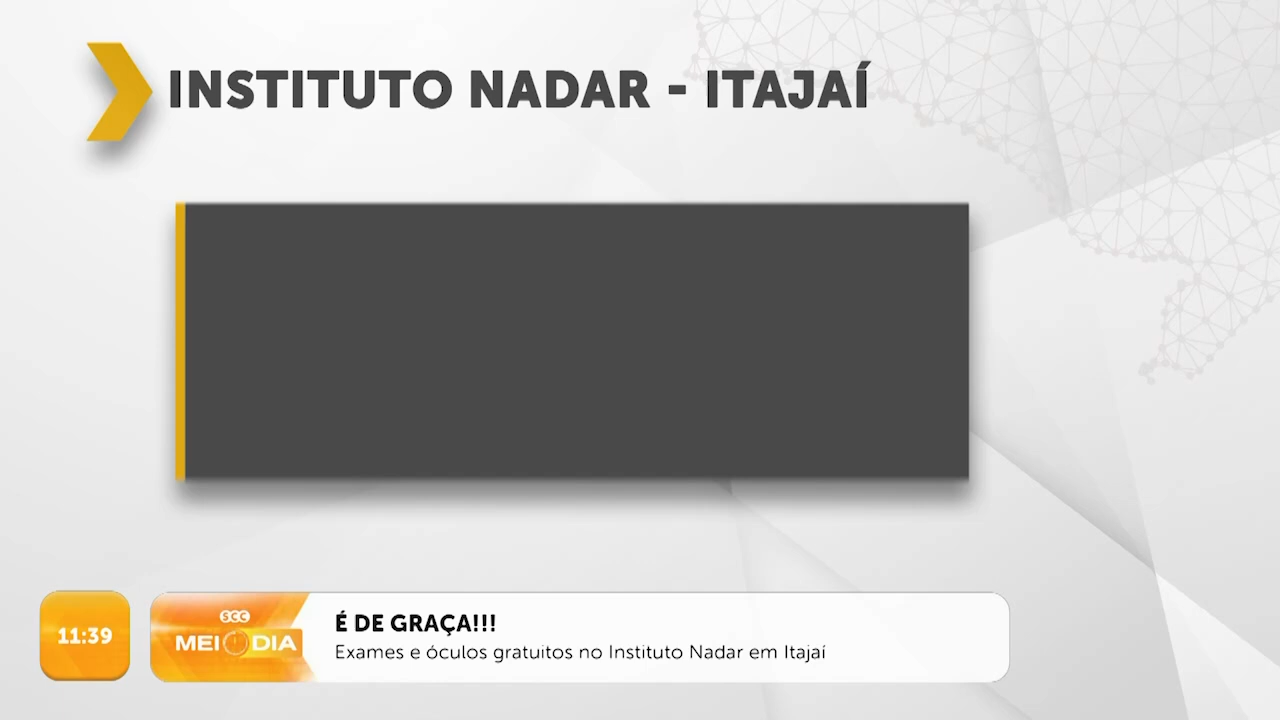 INSTITUTO NADAR - ITAJAÍ
11:39
SCC
MEIO DIA
É DE GRAÇA!!!
Exames e óculos gratuitos no Instituto Nadar em Itajaí